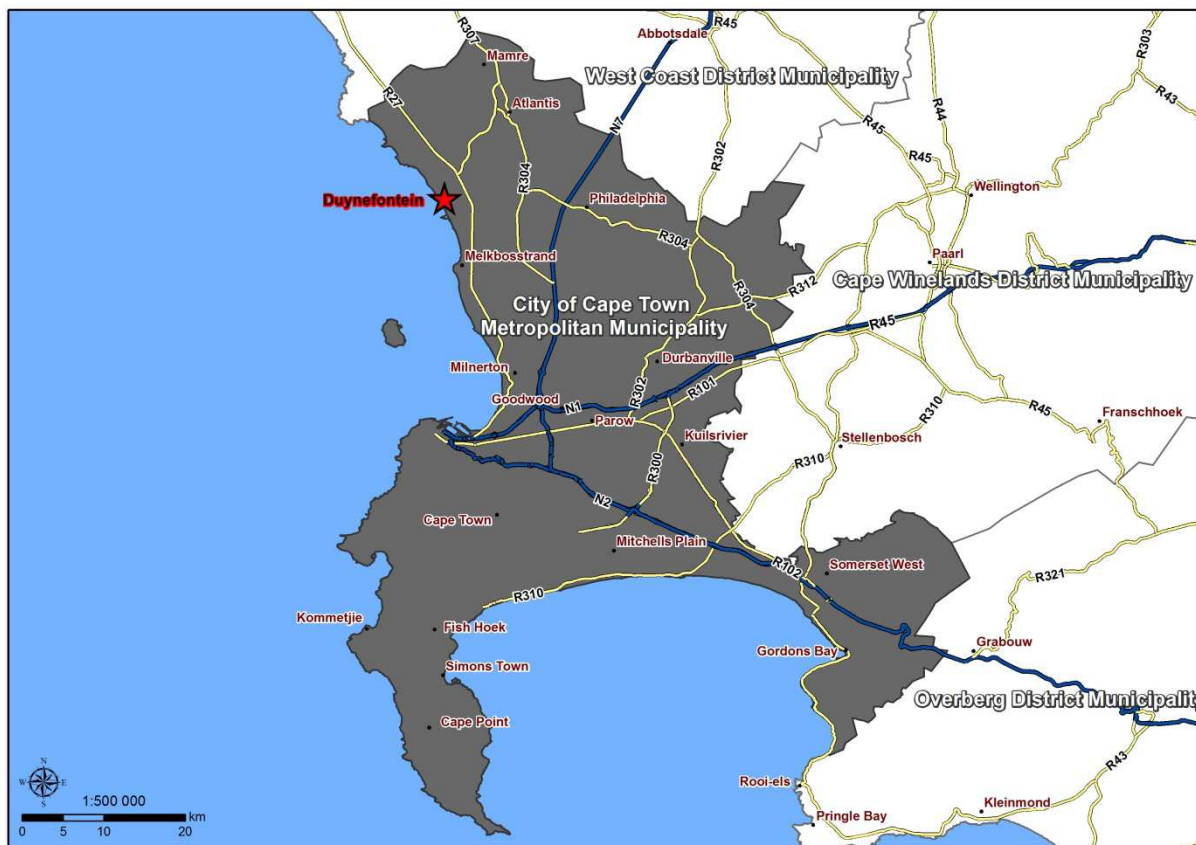 R45
Abbotsdale
R307
R303
Mamre
West Coast District Municipality
R27
R43
Atlantis
R44
N7
R45
R302
R45
R304
Wellington
Duynefontein
Philadelphia
R304
Paarl
Melkbosstrand
Cape Winelands District Municipality
R312
R304
City of Cape Town
Metropolitan Municipality
R45
Durbanville
Milnerton
R302
R101
Goodwood
N1
R310
R45
Franschhoek
Parow
Kuilsrivier
Stellenbosch
R310
R300
N2
Cape Town
Mitchells Plain
R102
Somerset West
R321
R310
Kommetjie
Fish Hoek
Gordons Bay
Grabouw
Simons Town
Overberg District Municipality
Cape Point
R43
N
W E
S
1:500 000
Rooi-els
km
0 5 10 20
Kleinmond
Pringle Bay